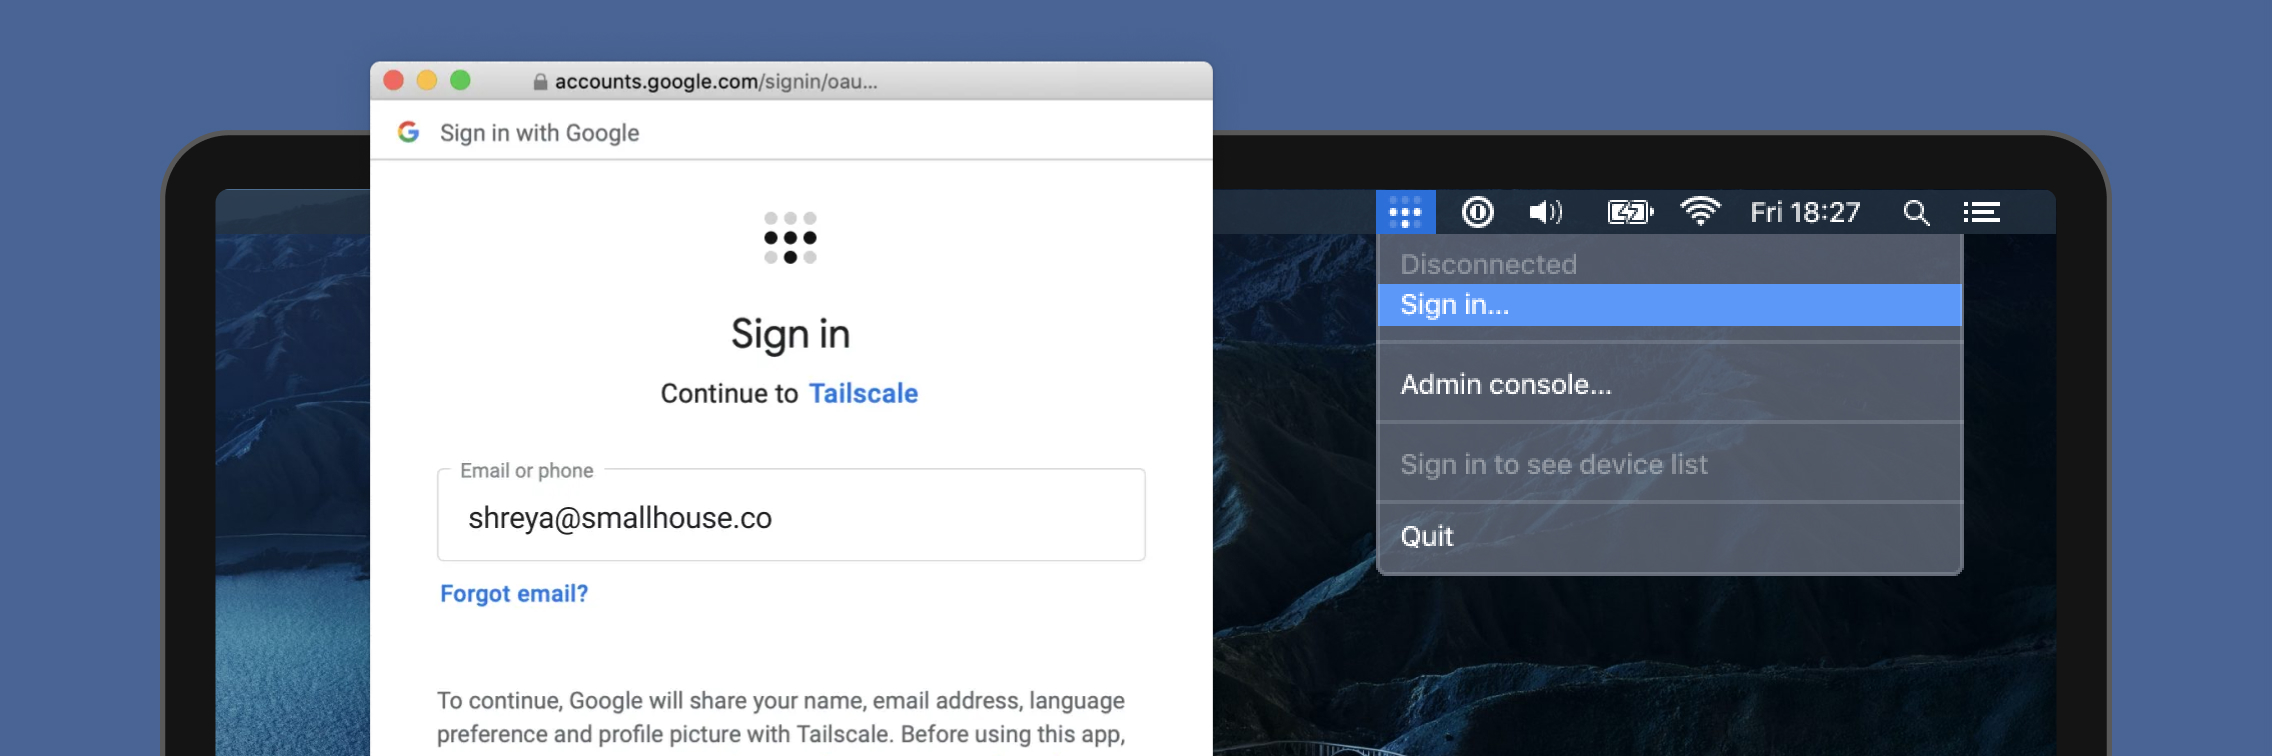 accounts.google.com/signin/oau...
Sign in with Google
Sign in
Continue to Tailscale
Email or phone
shreya@smallhouse.co
Forgot email?
To continue, Google will share your name, email address, language
preference and profile picture with Tailscale. Before using this app,
Fri 18:27
Disconnected
Sign in...
Admin console...
Sign in to see device list
Quit